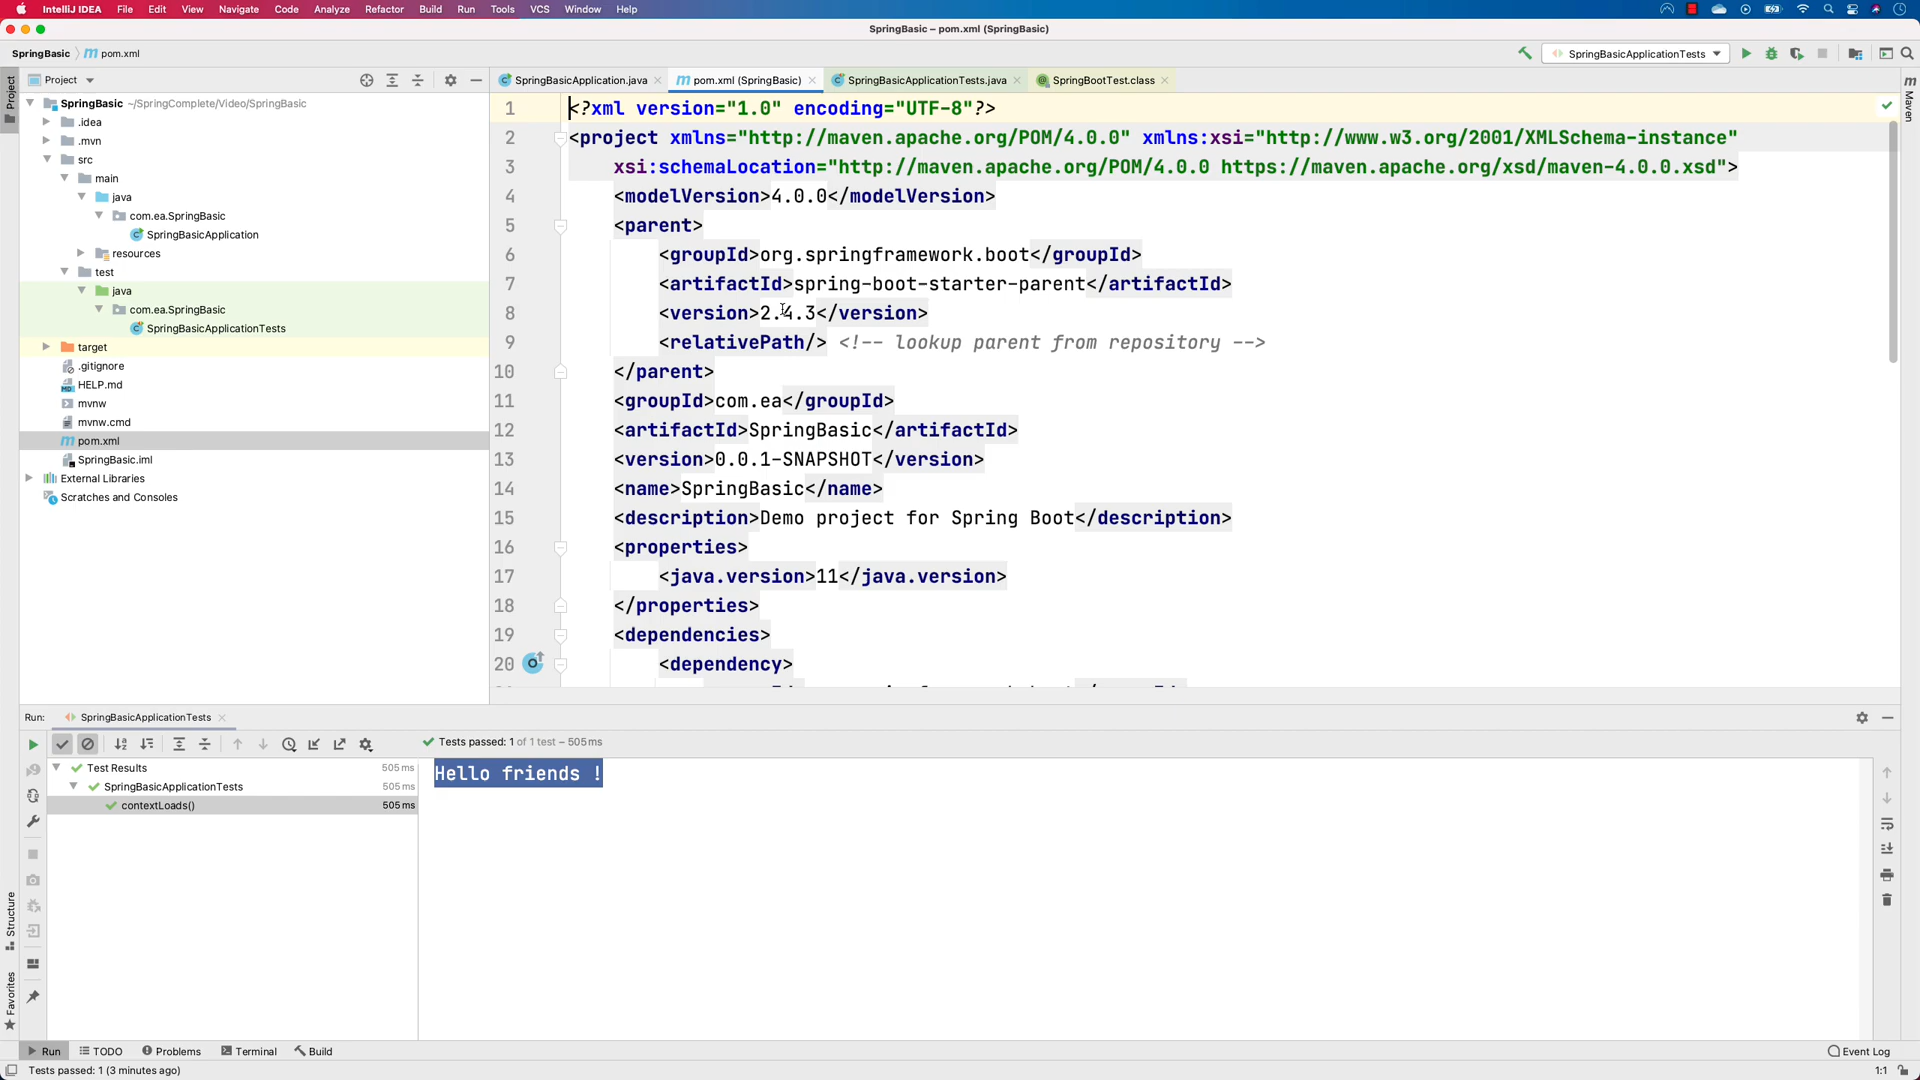 IntelliJ IDEA File Edit View Navigate Code Analyze Refactor Build Run Tools VCS Window Help
SpringBasic – pom.xml (SpringBasic)
SpringBasic pom.xml
SpringBasicApplicationTests
Project
SpringBasicApplication.java pom.xml (SpringBasic) SpringBasicApplicationTests.java SpringBootTest.class
Project
Maven
SpringBasic ~/SpringComplete/Video/SpringBasic
.idea
.mvn
src
main
java
com.ea.SpringBasic
SpringBasicApplication
resources
test
java
com.ea.SpringBasic
SpringBasicApplicationTests
target
.gitignore
HELP.md
mvnw
mvnw.cmd
pom.xml
SpringBasic.iml
External Libraries
Scratches and Consoles
1 <?xml version="1.0" encoding="UTF-8"?>
2 <project xmlns="http://maven.apache.org/POM/4.0.0" xmlns:xsi="http://www.w3.org/2001/XMLSchema-instance"
3 xsi:schemaLocation="http://maven.apache.org/POM/4.0.0 https://maven.apache.org/xsd/maven-4.0.0.xsd">
4 <modelVersion>4.0.0</modelVersion>
5 <parent>
6 <groupId>org.springframework.boot</groupId>
7 <artifactId>spring-boot-starter-parent</artifactId>
8 <version>2.4.3</version>
9 <relativePath/> <!-- lookup parent from repository -->
10 </parent>
11 <groupId>com.ea</groupId>
12 <artifactId>SpringBasic</artifactId>
13 <version>0.0.1-SNAPSHOT</version>
14 <name>SpringBasic</name>
15 <description>Demo project for Spring Boot</description>
16 <properties>
17 <java.version>11</java.version>
18 </properties>
19 <dependencies>
20 <dependency>
Run: SpringBasicApplicationTests
Tests passed: 1 of 1 test – 505 ms
Test Results 505 ms
SpringBasicApplicationTests 505 ms
contextLoads() 505 ms
Hello friends !
Structure
Favorites
Run TODO Problems Terminal Build Event Log
Tests passed: 1 (3 minutes ago) 1:1